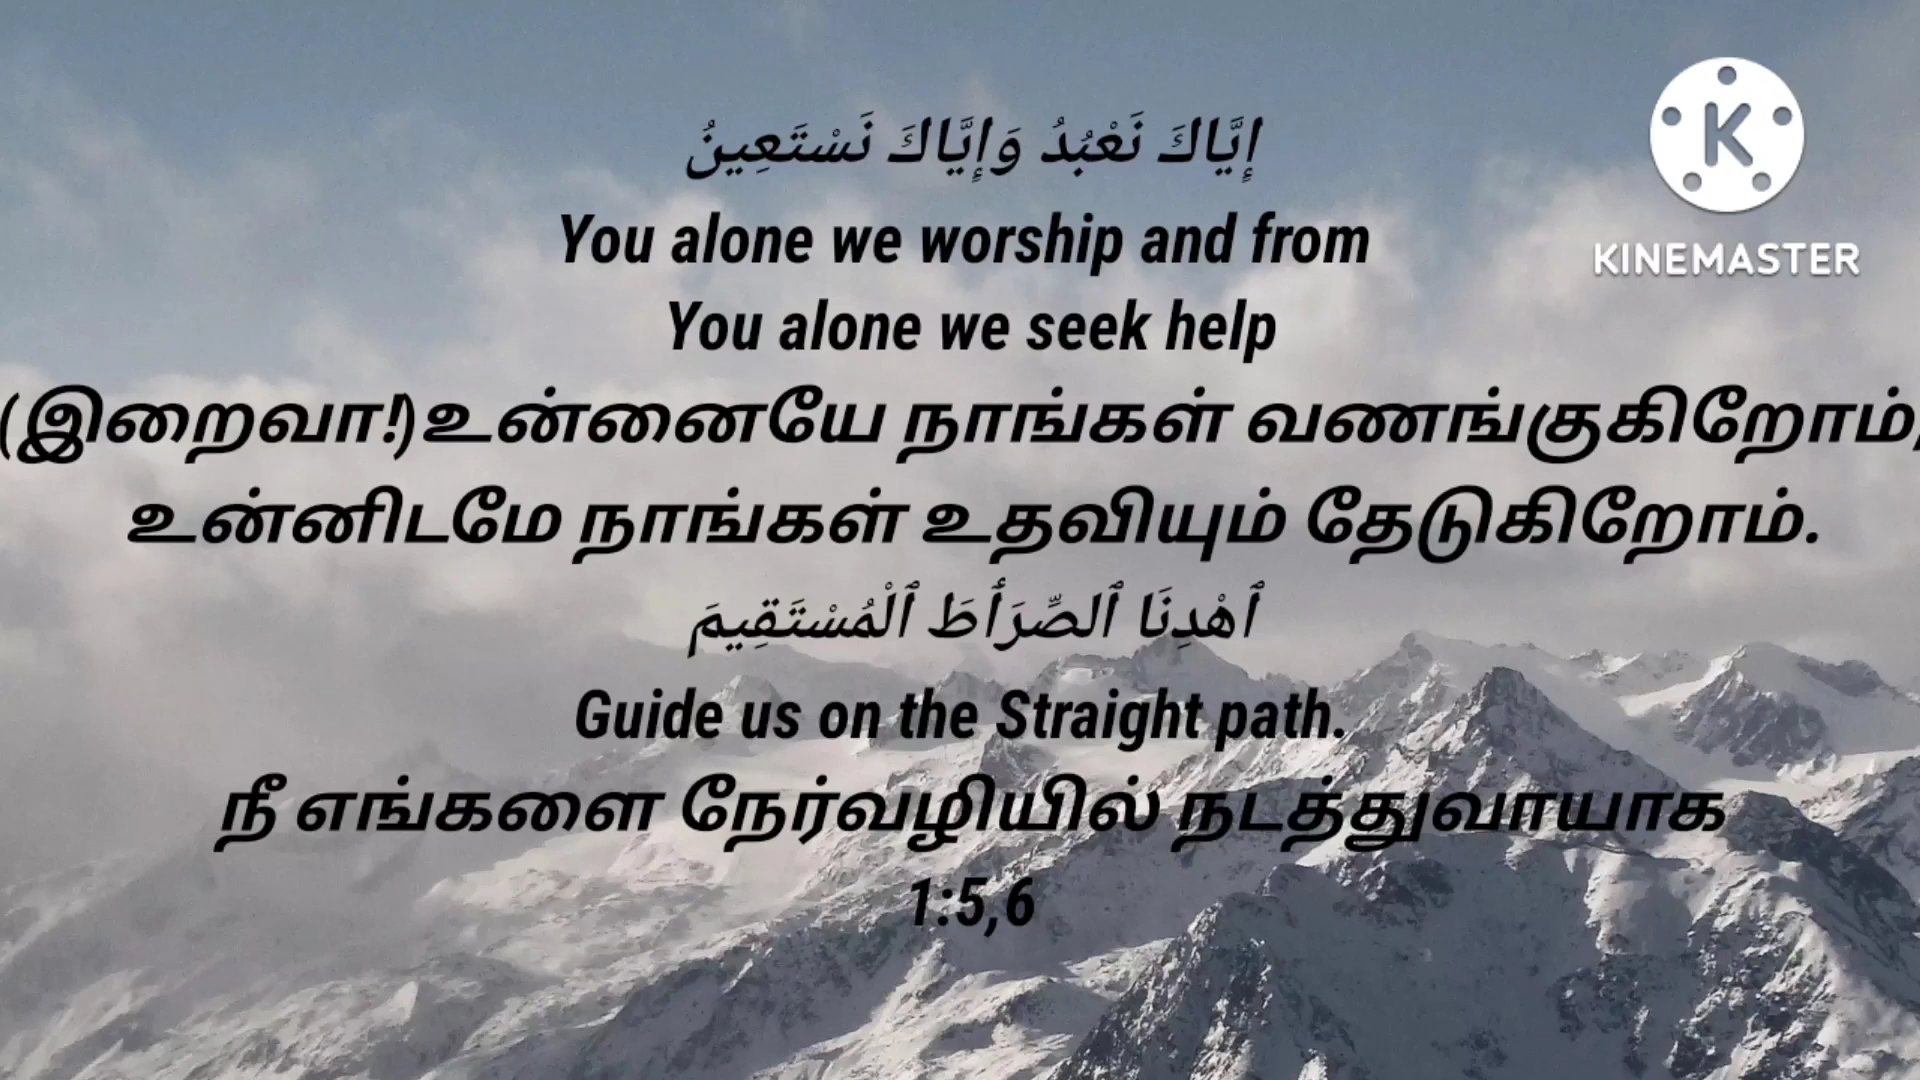 إِيَّاكَ نَعْبُدُ وَإِيَّاكَ نَسْتَعِينُ
You alone we worship and from
You alone we seek help
(இறைவா!)உன்னையே நாங்கள் வணங்குகிறோம்,
உன்னிடமே நாங்கள் உதவியும் தேடுகிறோம்.
ٱهْدِنَا ٱلصِّرَٲطَ ٱلْمُسْتَقِيمَ
Guide us on the Straight path.
நீ எங்களை நேர்வழியில் நடத்துவாயாக
1:5,6
K
KINEMASTER